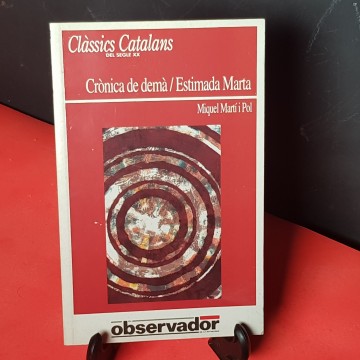 Clàssics Catalans
DEL SEGLE XX
Crònica de demà / Estimada Marta
Miquel Martí i Pol
observador